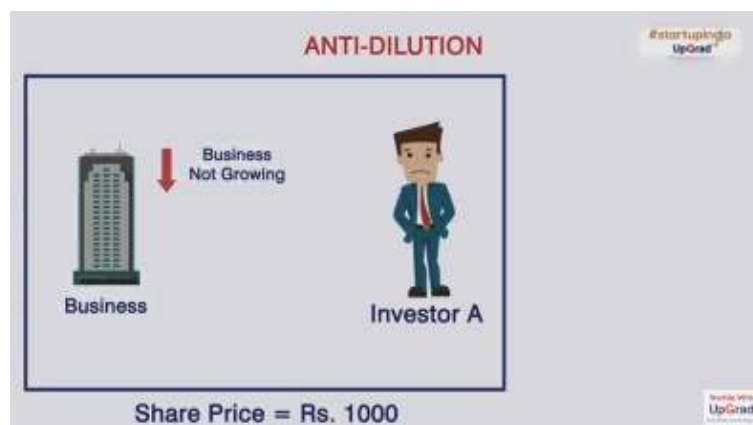 ANTI-DILUTION
#startupindia
UpGrad
Business
Not Growing
Business
Investor A
Share Price = Rs. 1000
UpGrad